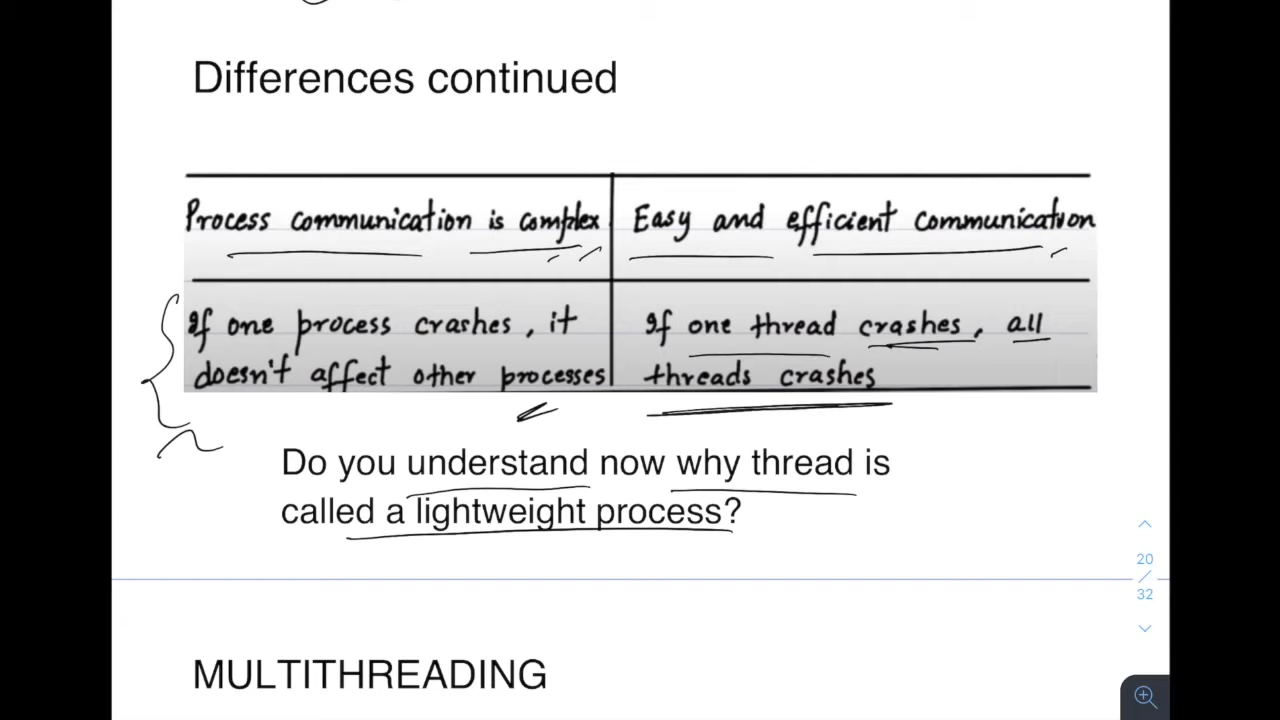 Differences continued
Process communication is complex
Easy and efficient communication
If one process crashes, it
doesn't affect other processes
If one thread crashes, all
threads crashes
Do you understand now why thread is
called a lightweight process?
20
/
32
MULTITHREADING